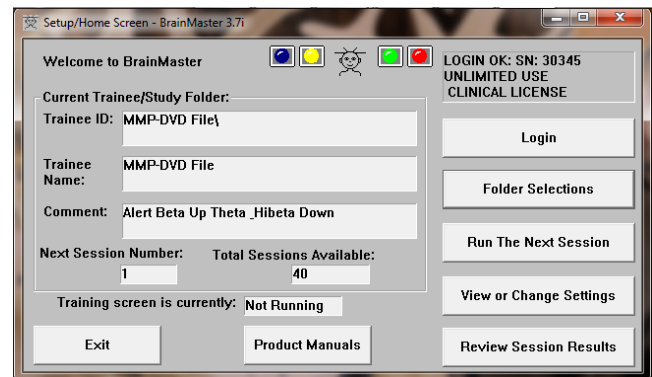 Setup/Home Screen - BrainMaster 3.7i
Welcome to BrainMaster
LOGIN OK: SN: 30345
UNLIMITED USE
CLINICAL LICENSE
Current Trainee/Study Folder:
Trainee ID: MMP-DVD File\
Trainee Name: MMP-DVD File
Comment: Alert Beta Up Theta _Hibeta Down
Next Session Number: Total Sessions Available:
1 40
Training screen is currently: Not Running
Exit
Product Manuals
Login
Folder Selections
Run The Next Session
View or Change Settings
Review Session Results